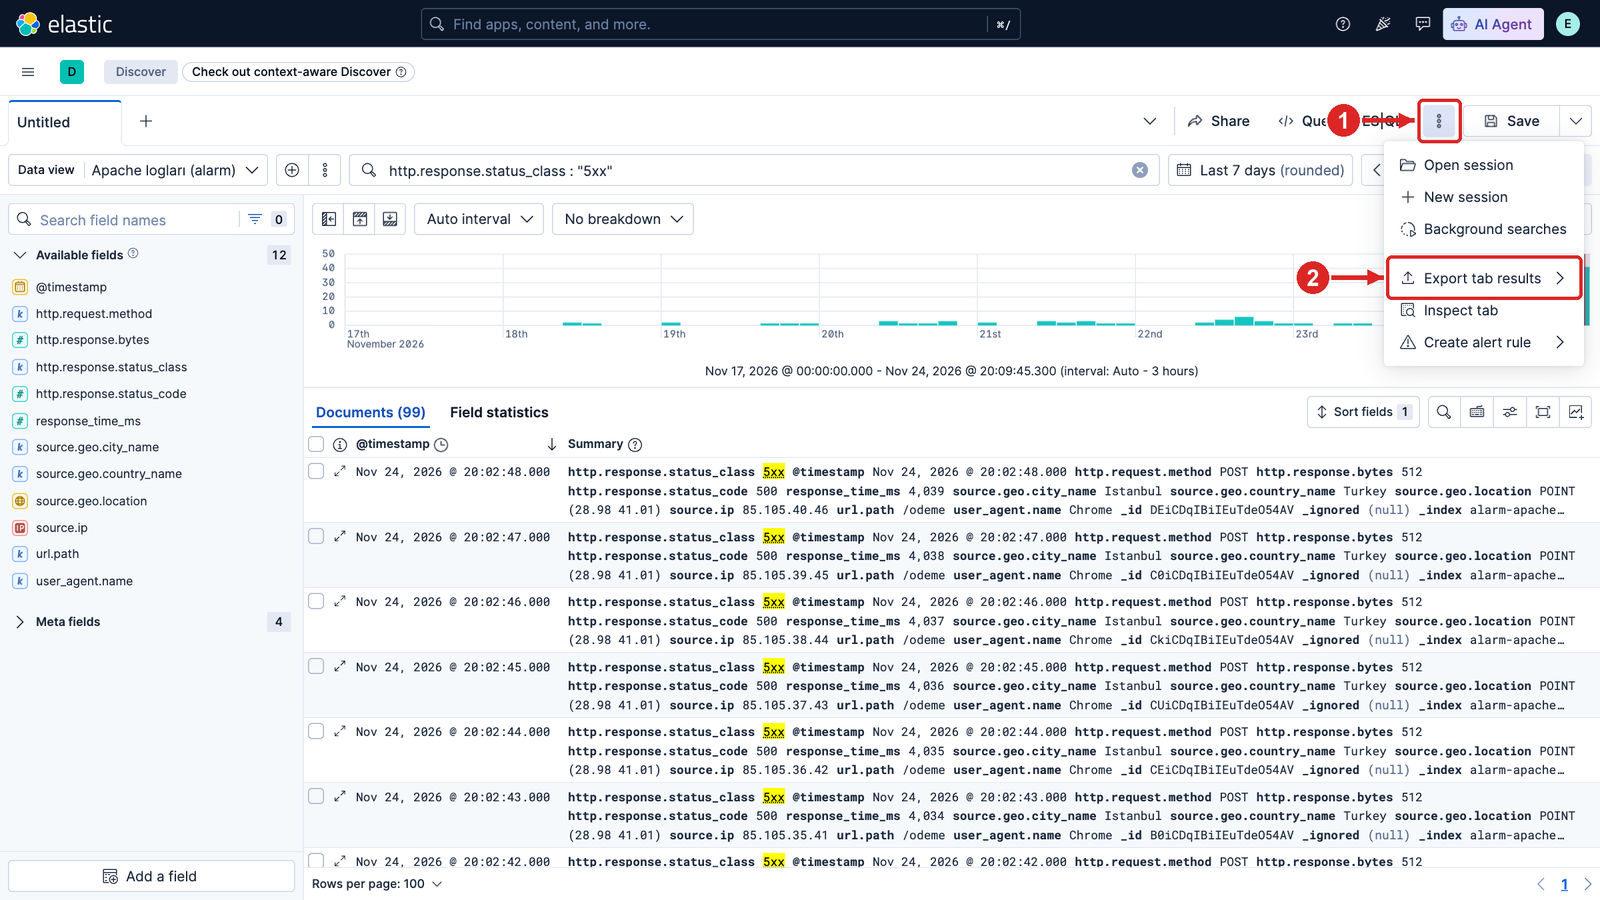 elastic
Find apps, content, and more.
⌘/
AI Agent
E
D
Discover
Check out context-aware Discover
Untitled
Share
Save
1
Data view
Apache logları (alarm)
http.response.status_class : "5xx"
Last 7 days (rounded)
Open session
New session
Background searches
2
Export tab results
Inspect tab
Create alert rule
Search field names
0
Auto interval
No breakdown
Available fields
12
@timestamp
http.request.method
http.response.bytes
http.response.status_class
http.response.status_code
response_time_ms
source.geo.city_name
source.geo.country_name
source.geo.location
source.ip
url.path
user_agent.name
Meta fields
4
Add a field
50
40
30
20
10
0
17th
November 2026
18th
19th
20th
21st
22nd
23rd
Nov 17, 2026 @ 00:00:00.000 - Nov 24, 2026 @ 20:09:45.300 (interval: Auto - 3 hours)
Documents (99)
Field statistics
Sort fields 1
@timestamp
Summary
Nov 24, 2026 @ 20:02:48.000
http.response.status_class 5xx @timestamp Nov 24, 2026 @ 20:02:48.000 http.request.method POST http.response.bytes 512
http.response.status_code 500 response_time_ms 4,039 source.geo.city_name Istanbul source.geo.country_name Turkey source.geo.location POINT
(28.98 41.01) source.ip 85.105.40.46 url.path /odeme user_agent.name Chrome _id DEiCDqIBiIEuTdeO54AV _ignored (null) _index alarm-apache…
Nov 24, 2026 @ 20:02:47.000
http.response.status_class 5xx @timestamp Nov 24, 2026 @ 20:02:47.000 http.request.method POST http.response.bytes 512
http.response.status_code 500 response_time_ms 4,038 source.geo.city_name Istanbul source.geo.country_name Turkey source.geo.location POINT
(28.98 41.01) source.ip 85.105.39.45 url.path /odeme user_agent.name Chrome _id C0iCDqIBiIEuTdeO54AV _ignored (null) _index alarm-apache…
Nov 24, 2026 @ 20:02:46.000
http.response.status_class 5xx @timestamp Nov 24, 2026 @ 20:02:46.000 http.request.method POST http.response.bytes 512
http.response.status_code 500 response_time_ms 4,037 source.geo.city_name Istanbul source.geo.country_name Turkey source.geo.location POINT
(28.98 41.01) source.ip 85.105.38.44 url.path /odeme user_agent.name Chrome _id CkiCDqIBiIEuTdeO54AV _ignored (null) _index alarm-apache…
Nov 24, 2026 @ 20:02:45.000
http.response.status_class 5xx @timestamp Nov 24, 2026 @ 20:02:45.000 http.request.method POST http.response.bytes 512
http.response.status_code 500 response_time_ms 4,036 source.geo.city_name Istanbul source.geo.country_name Turkey source.geo.location POINT
(28.98 41.01) source.ip 85.105.37.43 url.path /odeme user_agent.name Chrome _id CUiCDqIBiIEuTdeO54AV _ignored (null) _index alarm-apache…
Nov 24, 2026 @ 20:02:44.000
http.response.status_class 5xx @timestamp Nov 24, 2026 @ 20:02:44.000 http.request.method POST http.response.bytes 512
http.response.status_code 500 response_time_ms 4,035 source.geo.city_name Istanbul source.geo.country_name Turkey source.geo.location POINT
(28.98 41.01) source.ip 85.105.36.42 url.path /odeme user_agent.name Chrome _id CEiCDqIBiIEuTdeO54AV _ignored (null) _index alarm-apache…
Nov 24, 2026 @ 20:02:43.000
http.response.status_class 5xx @timestamp Nov 24, 2026 @ 20:02:43.000 http.request.method POST http.response.bytes 512
http.response.status_code 500 response_time_ms 4,034 source.geo.city_name Istanbul source.geo.country_name Turkey source.geo.location POINT
(28.98 41.01) source.ip 85.105.35.41 url.path /odeme user_agent.name Chrome _id B0iCDqIBiIEuTdeO54AV _ignored (null) _index alarm-apache…
Nov 24, 2026 @ 20:02:42.000
http.response.status_class 5xx @timestamp Nov 24, 2026 @ 20:02:42.000 http.request.method POST http.response.bytes 512
Rows per page: 100
1